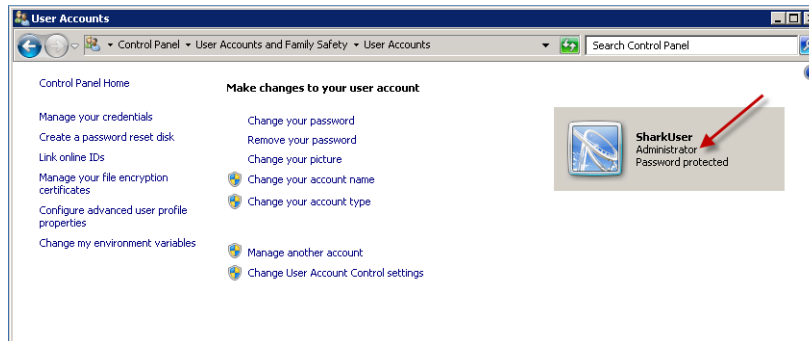 User Accounts
Control Panel User Accounts and Family Safety User Accounts
Search Control Panel
Control Panel Home
Manage your credentials
Create a password reset disk
Link online IDs
Manage your file encryption
certificates
Configure advanced user profile
properties
Change my environment variables
Make changes to your user account
Change your password
Remove your password
Change your picture
Change your account name
Change your account type
Manage another account
Change User Account Control settings
SharkUser
Administrator
Password protected